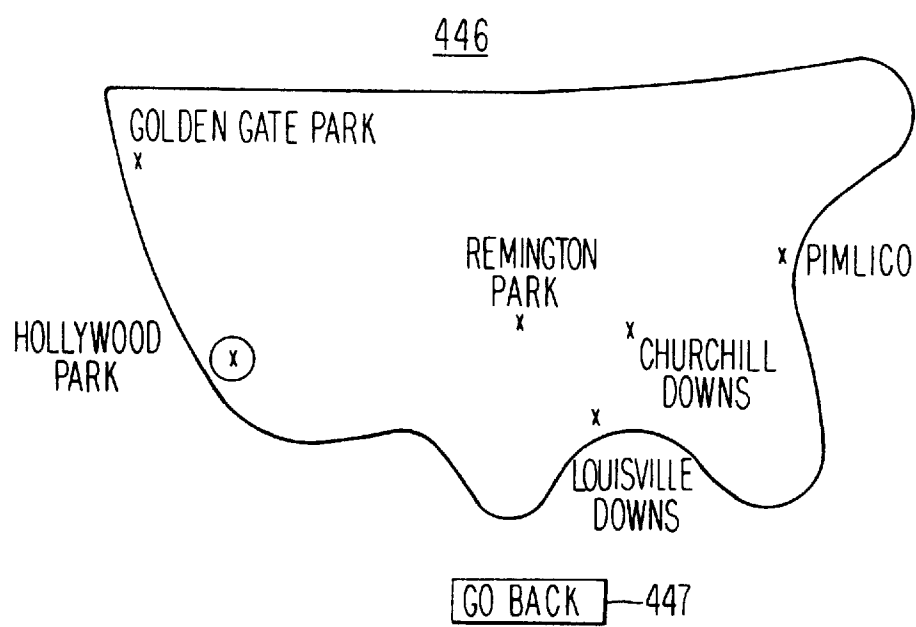 446
GOLDEN GATE PARK
x
REMINGTON
PARK
x
x PIMLICO
HOLLYWOOD
PARK
x
x
CHURCHILL
DOWNS
x
LOUISVILLE
DOWNS
GO BACK 447